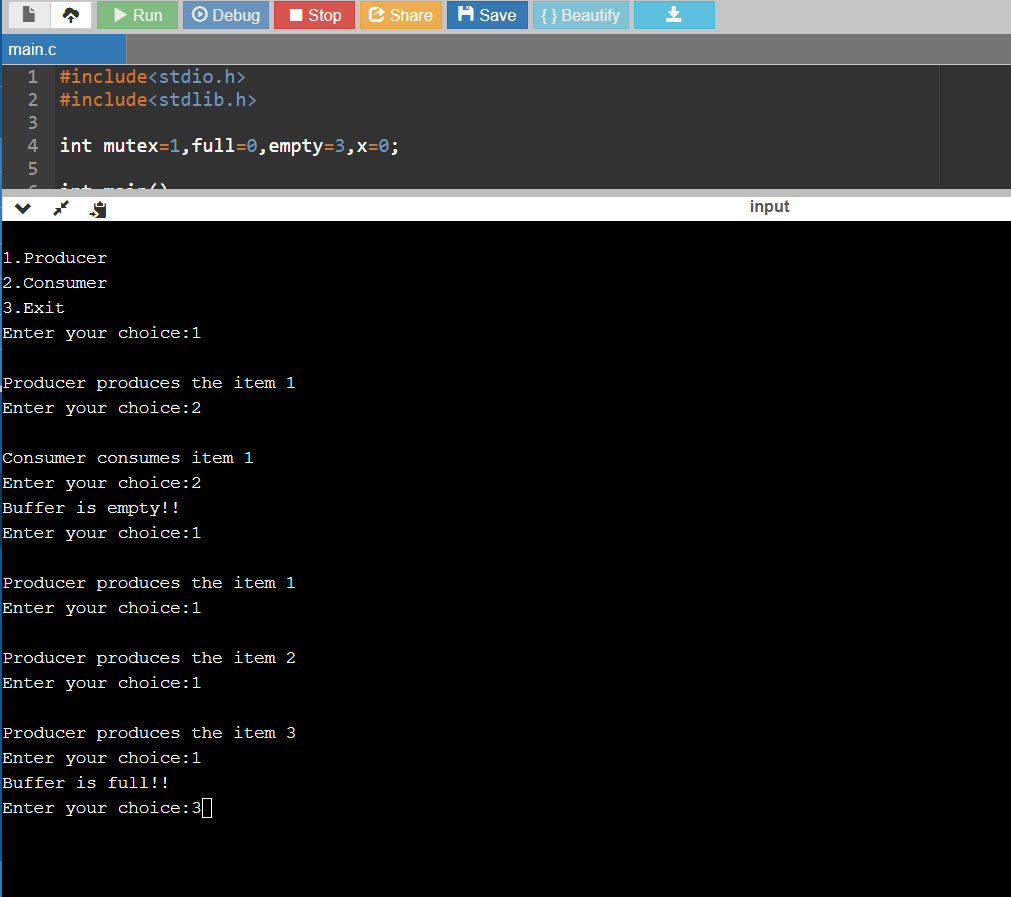 Run Debug Stop Share Save { } Beautify
main.c
1 #include<stdio.h>
2 #include<stdlib.h>
3
4 int mutex=1,full=0,empty=3,x=0;
5
6 int main()
input
1.Producer
2.Consumer
3.Exit
Enter your choice:1
Producer produces the item 1
Enter your choice:2
Consumer consumes item 1
Enter your choice:2
Buffer is empty!!
Enter your choice:1
Producer produces the item 1
Enter your choice:1
Producer produces the item 2
Enter your choice:1
Producer produces the item 3
Enter your choice:1
Buffer is full!!
Enter your choice:3